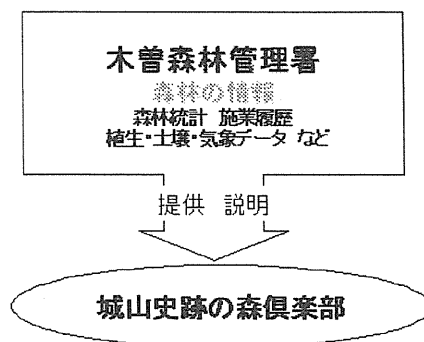 木曽森林管理署
森林の情報
森林統計 施業履歴
植生・土壌・気象データ など
提供 説明
城山史跡の森倶楽部